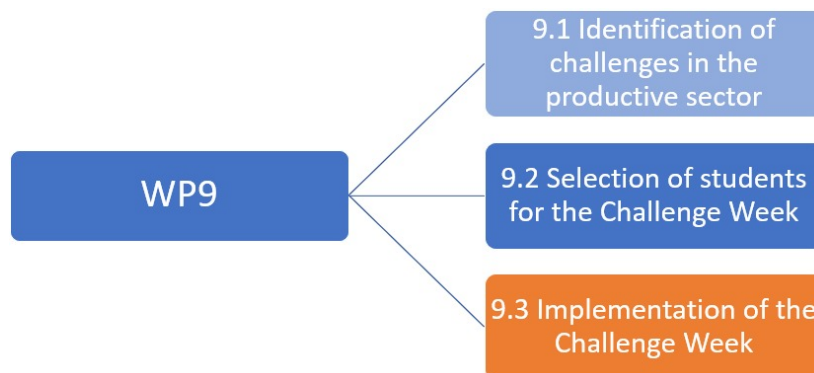 9.1 Identification of
challenges in the
productive sector
WP9
9.2 Selection of students
for the Challenge Week
9.3 Implementation of the
Challenge Week